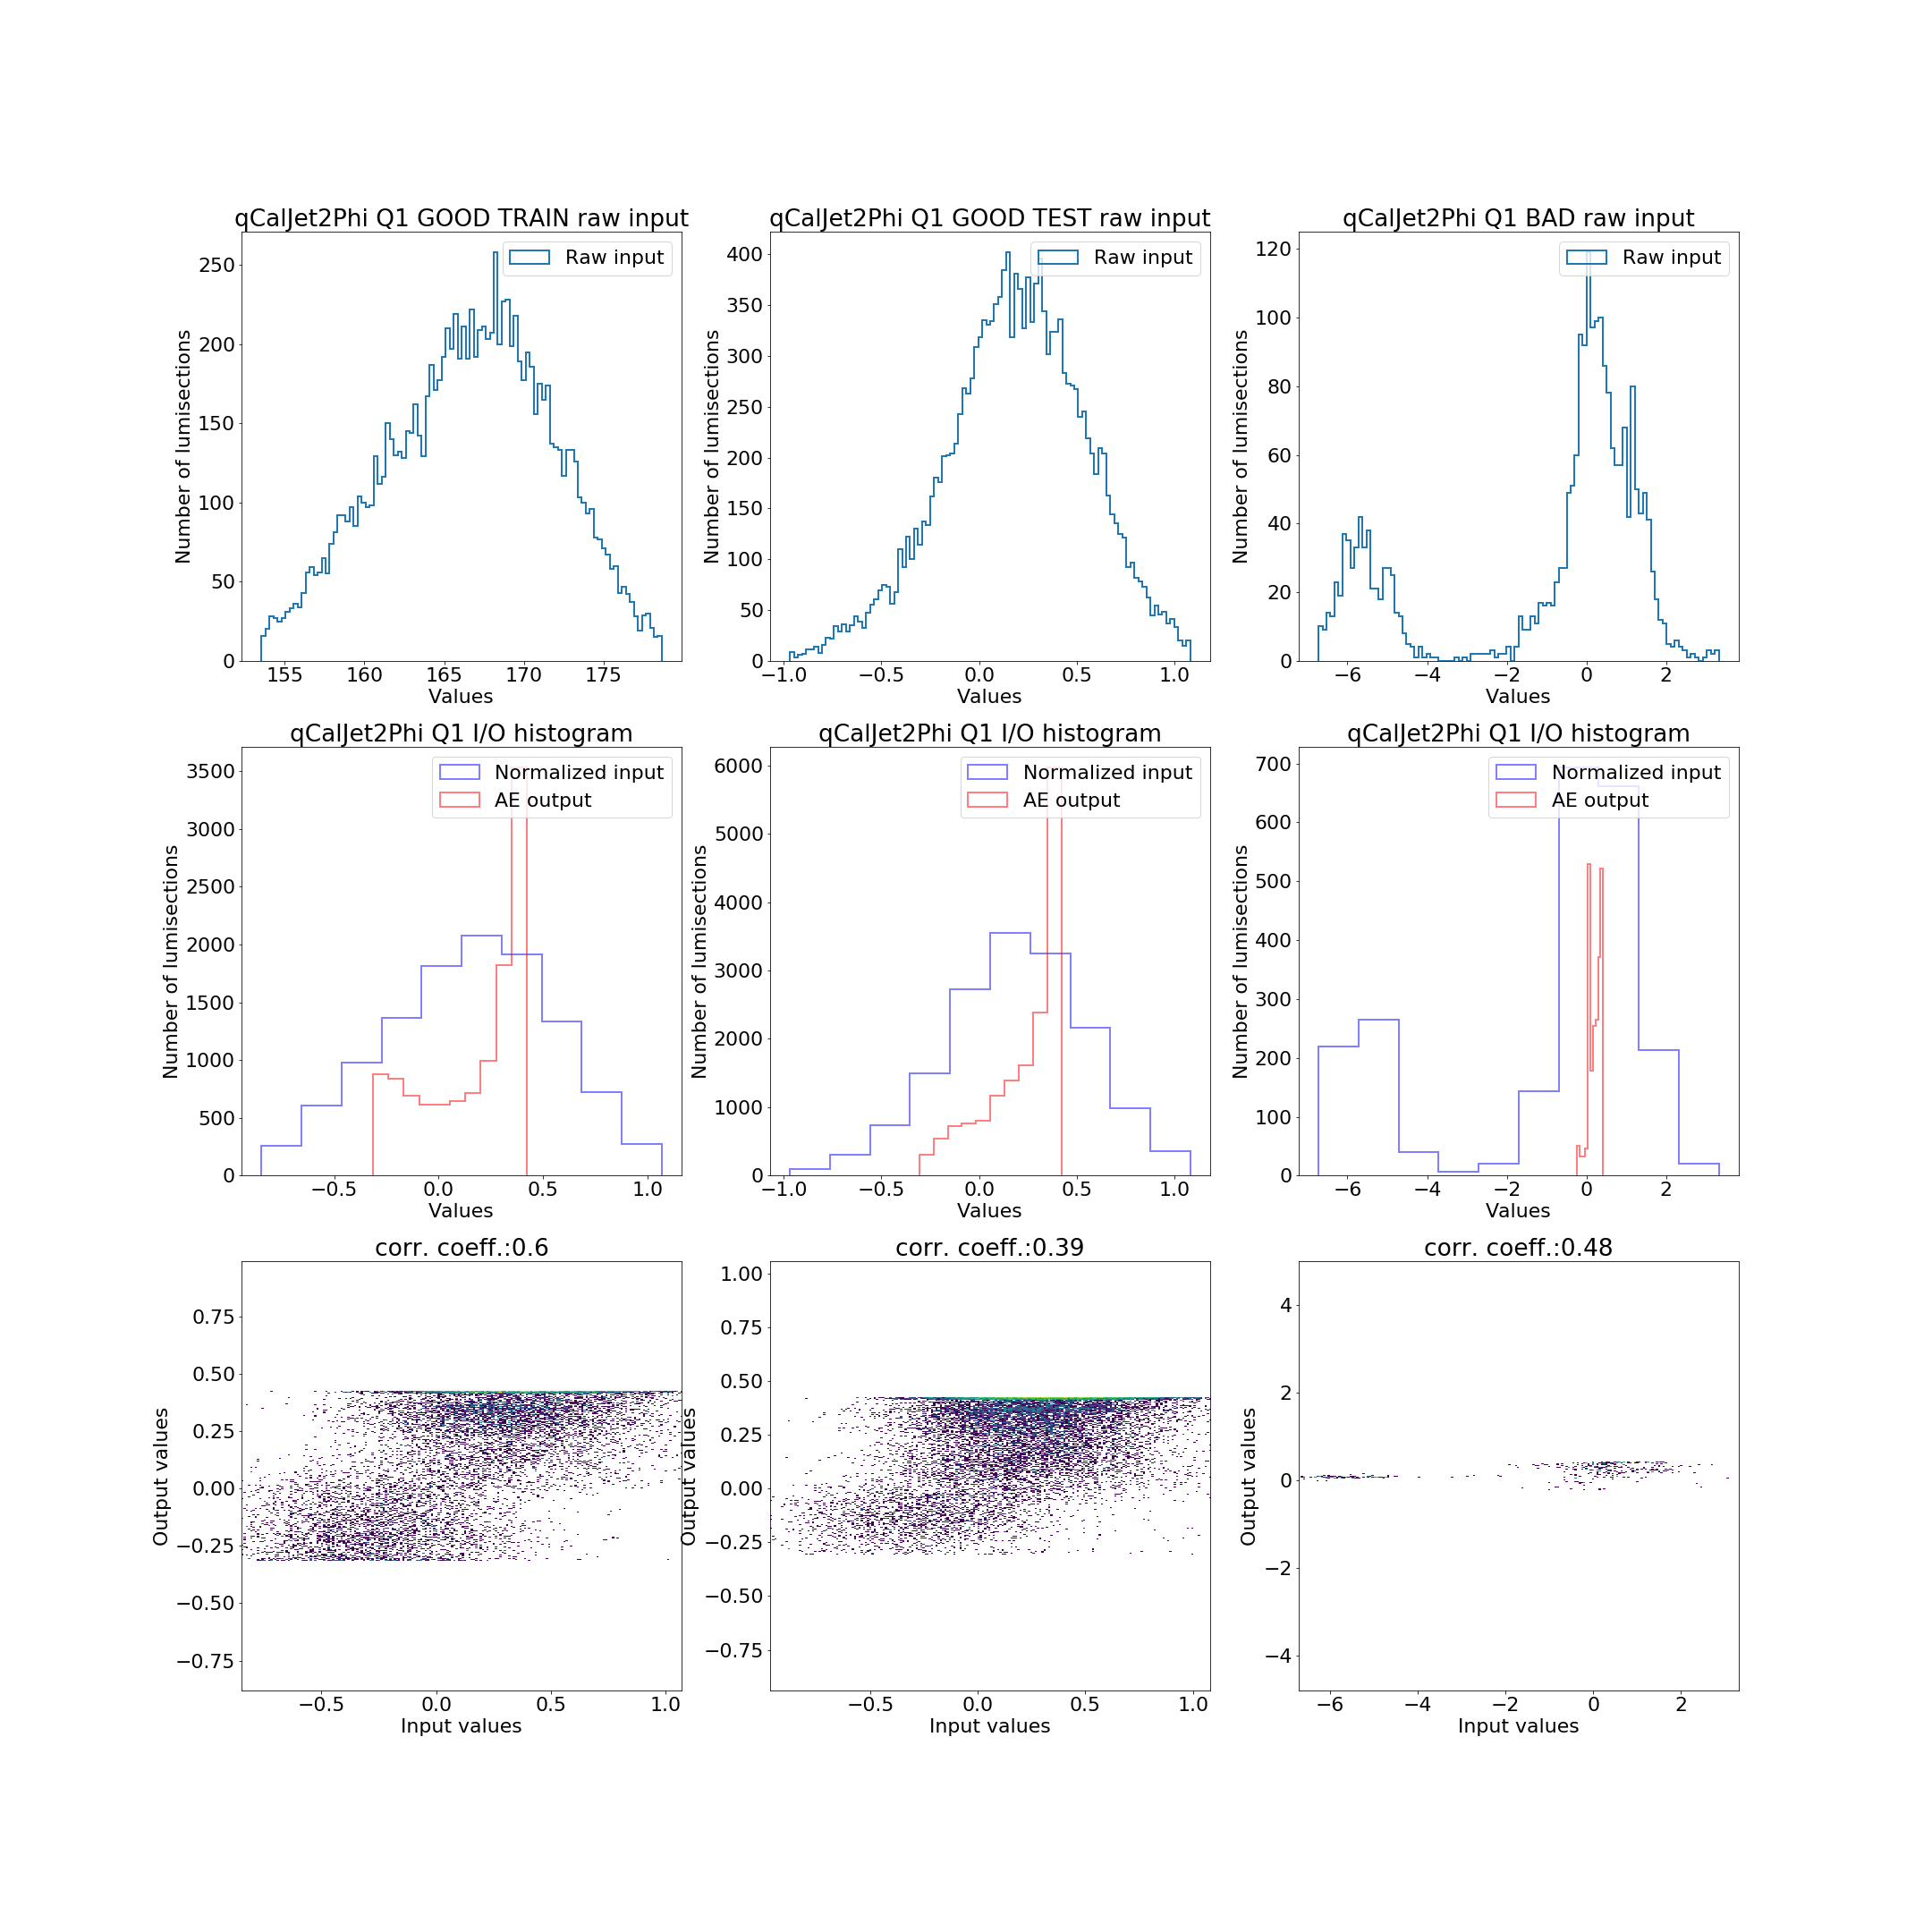 qCalJet2Phi Q1 GOOD TRAIN raw input
Number of lumisections
250
200
150
100
50
0
Raw input
155 160 165 170 175
Values
qCalJet2Phi Q1 GOOD TEST raw input
Number of lumisections
400
350
300
250
200
150
100
50
0
Raw input
−1.0 −0.5 0.0 0.5 1.0
Values
qCalJet2Phi Q1 BAD raw input
Number of lumisections
120
100
80
60
40
20
0
Raw input
−6 −4 −2 0 2
Values
qCalJet2Phi Q1 I/O histogram
Number of lumisections
3500
3000
2500
2000
1500
1000
500
0
Normalized input
AE output
−0.5 0.0 0.5 1.0
Values
qCalJet2Phi Q1 I/O histogram
Number of lumisections
6000
5000
4000
3000
2000
1000
0
Normalized input
AE output
−1.0 −0.5 0.0 0.5 1.0
Values
qCalJet2Phi Q1 I/O histogram
Number of lumisections
700
600
500
400
300
200
100
0
Normalized input
AE output
−6 −4 −2 0 2
Values
corr. coeff.:0.6
Output values
0.75
0.50
0.25
0.00
−0.25
−0.50
−0.75
−0.5 0.0 0.5 1.0
Input values
corr. coeff.:0.39
Output values
1.00
0.75
0.50
0.25
0.00
−0.25
−0.50
−0.75
−0.5 0.0 0.5 1.0
Input values
corr. coeff.:0.48
Output values
4
2
0
−2
−4
−6 −4 −2 0 2
Input values